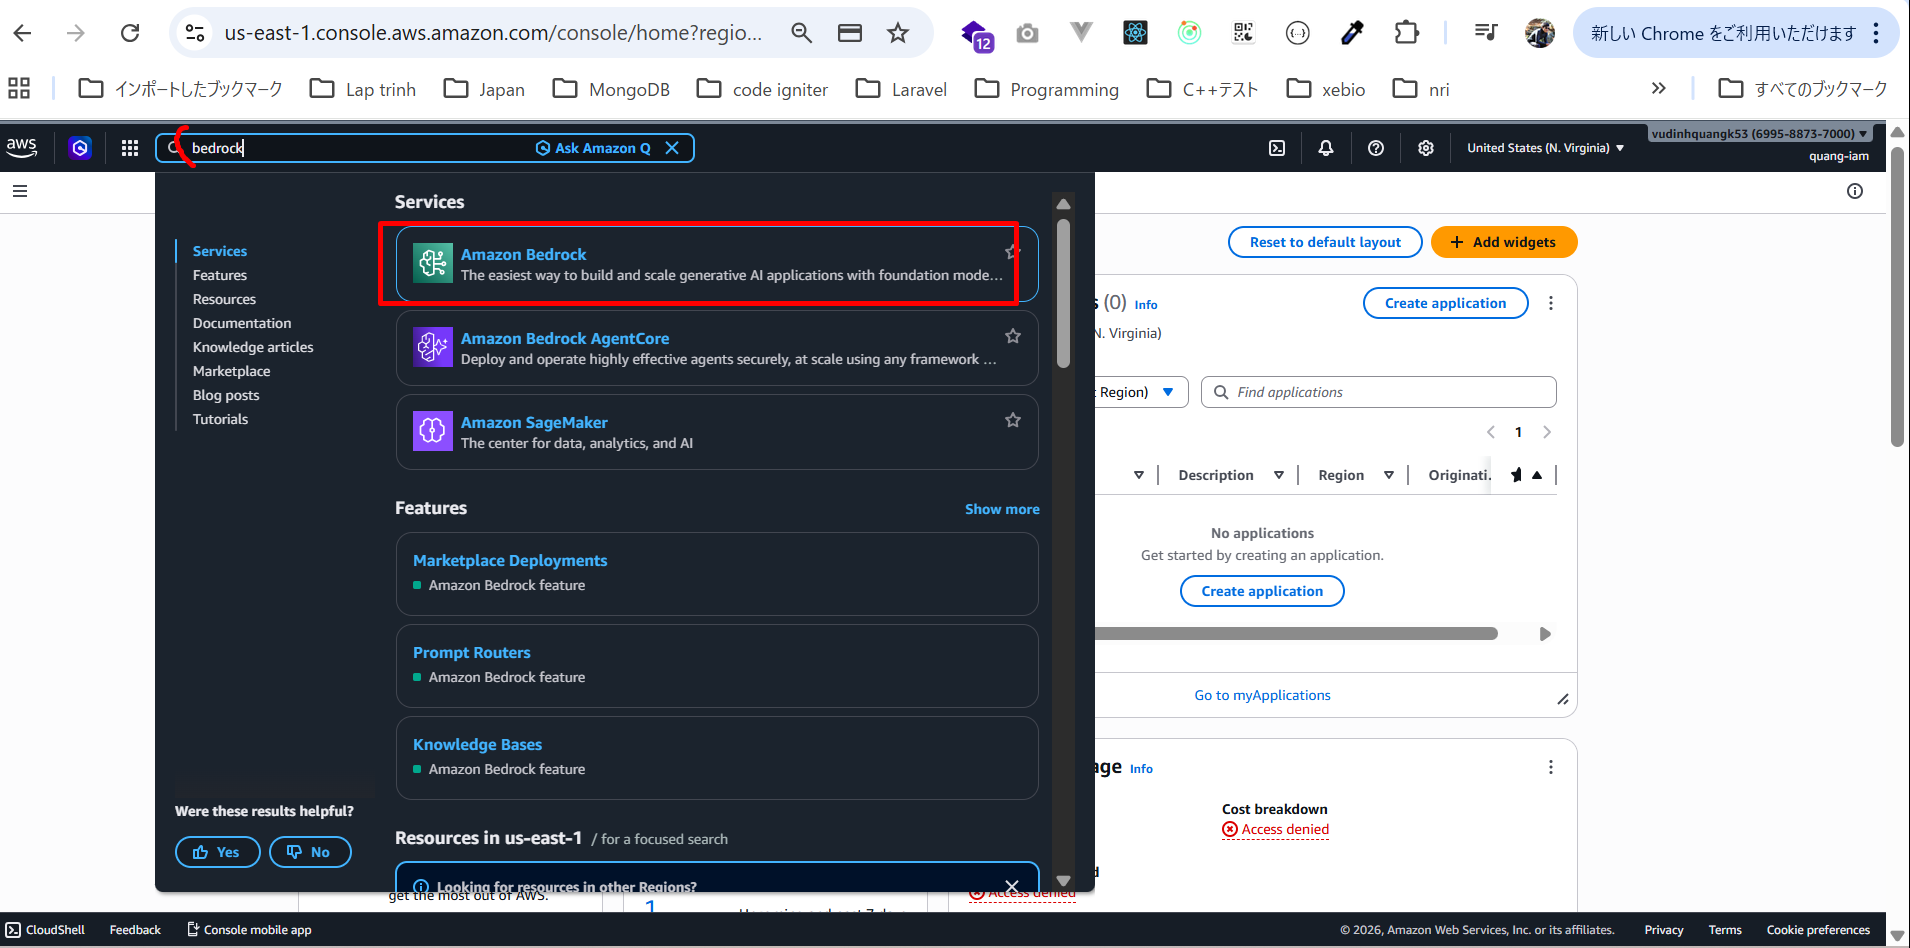 us-east-1.console.aws.amazon.com/console/home?regio...
12
新しい Chrome をご利用いただけます
インポートしたブックマーク
Lap trinh
Japan
MongoDB
code igniter
Laravel
Programming
C++テスト
xebio
nri
すべてのブックマーク
aws
bedrock
Ask Amazon Q
United States (N. Virginia)
vudinhquangk53 (6995-8873-7000)
quang-iam
Services
Features
Resources
Documentation
Knowledge articles
Marketplace
Blog posts
Tutorials
Were these results helpful?
Yes
No
Services
Amazon Bedrock
The easiest way to build and scale generative AI applications with foundation mode...
Amazon Bedrock AgentCore
Deploy and operate highly effective agents securely, at scale using any framework ...
Amazon SageMaker
The center for data, analytics, and AI
Features
Show more
Marketplace Deployments
Amazon Bedrock feature
Prompt Routers
Amazon Bedrock feature
Knowledge Bases
Amazon Bedrock feature
Resources in us-east-1 / for a focused search
Looking for resources in other Regions?
Reset to default layout
+ Add widgets
s (0) Info
N. Virginia)
Create application
t Region)
Find applications
1
Description
Region
Originati.
No applications
Get started by creating an application.
Create application
Go to myApplications
age Info
Cost breakdown
Access denied
d
Access denied
get the most out of AWS.
1
CloudShell
Feedback
Console mobile app
© 2026, Amazon Web Services, Inc. or its affiliates.
Privacy
Terms
Cookie preferences